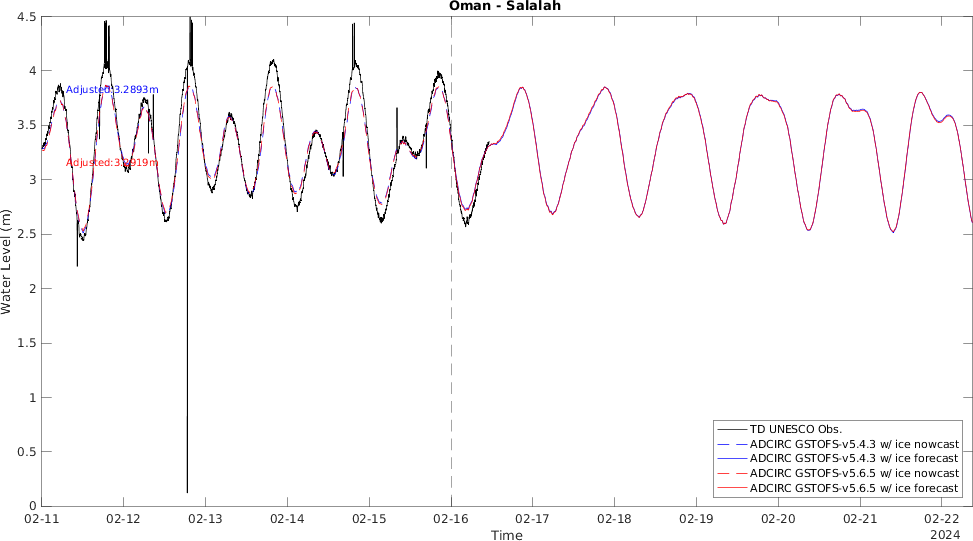 Oman - Salalah
Water Level (m)
4.5
4
3.5
3
2.5
2
1.5
1
0.5
0
Adjusted:3.2893m
Adjusted:3.2919m
TD UNESCO Obs.
ADCIRC GSTOFS-v5.4.3 w/ ice nowcast
ADCIRC GSTOFS-v5.4.3 w/ ice forecast
ADCIRC GSTOFS-v5.6.5 w/ ice nowcast
ADCIRC GSTOFS-v5.6.5 w/ ice forecast
02-11 02-12 02-13 02-14 02-15 02-16 02-17 02-18 02-19 02-20 02-21 02-22
Time
2024